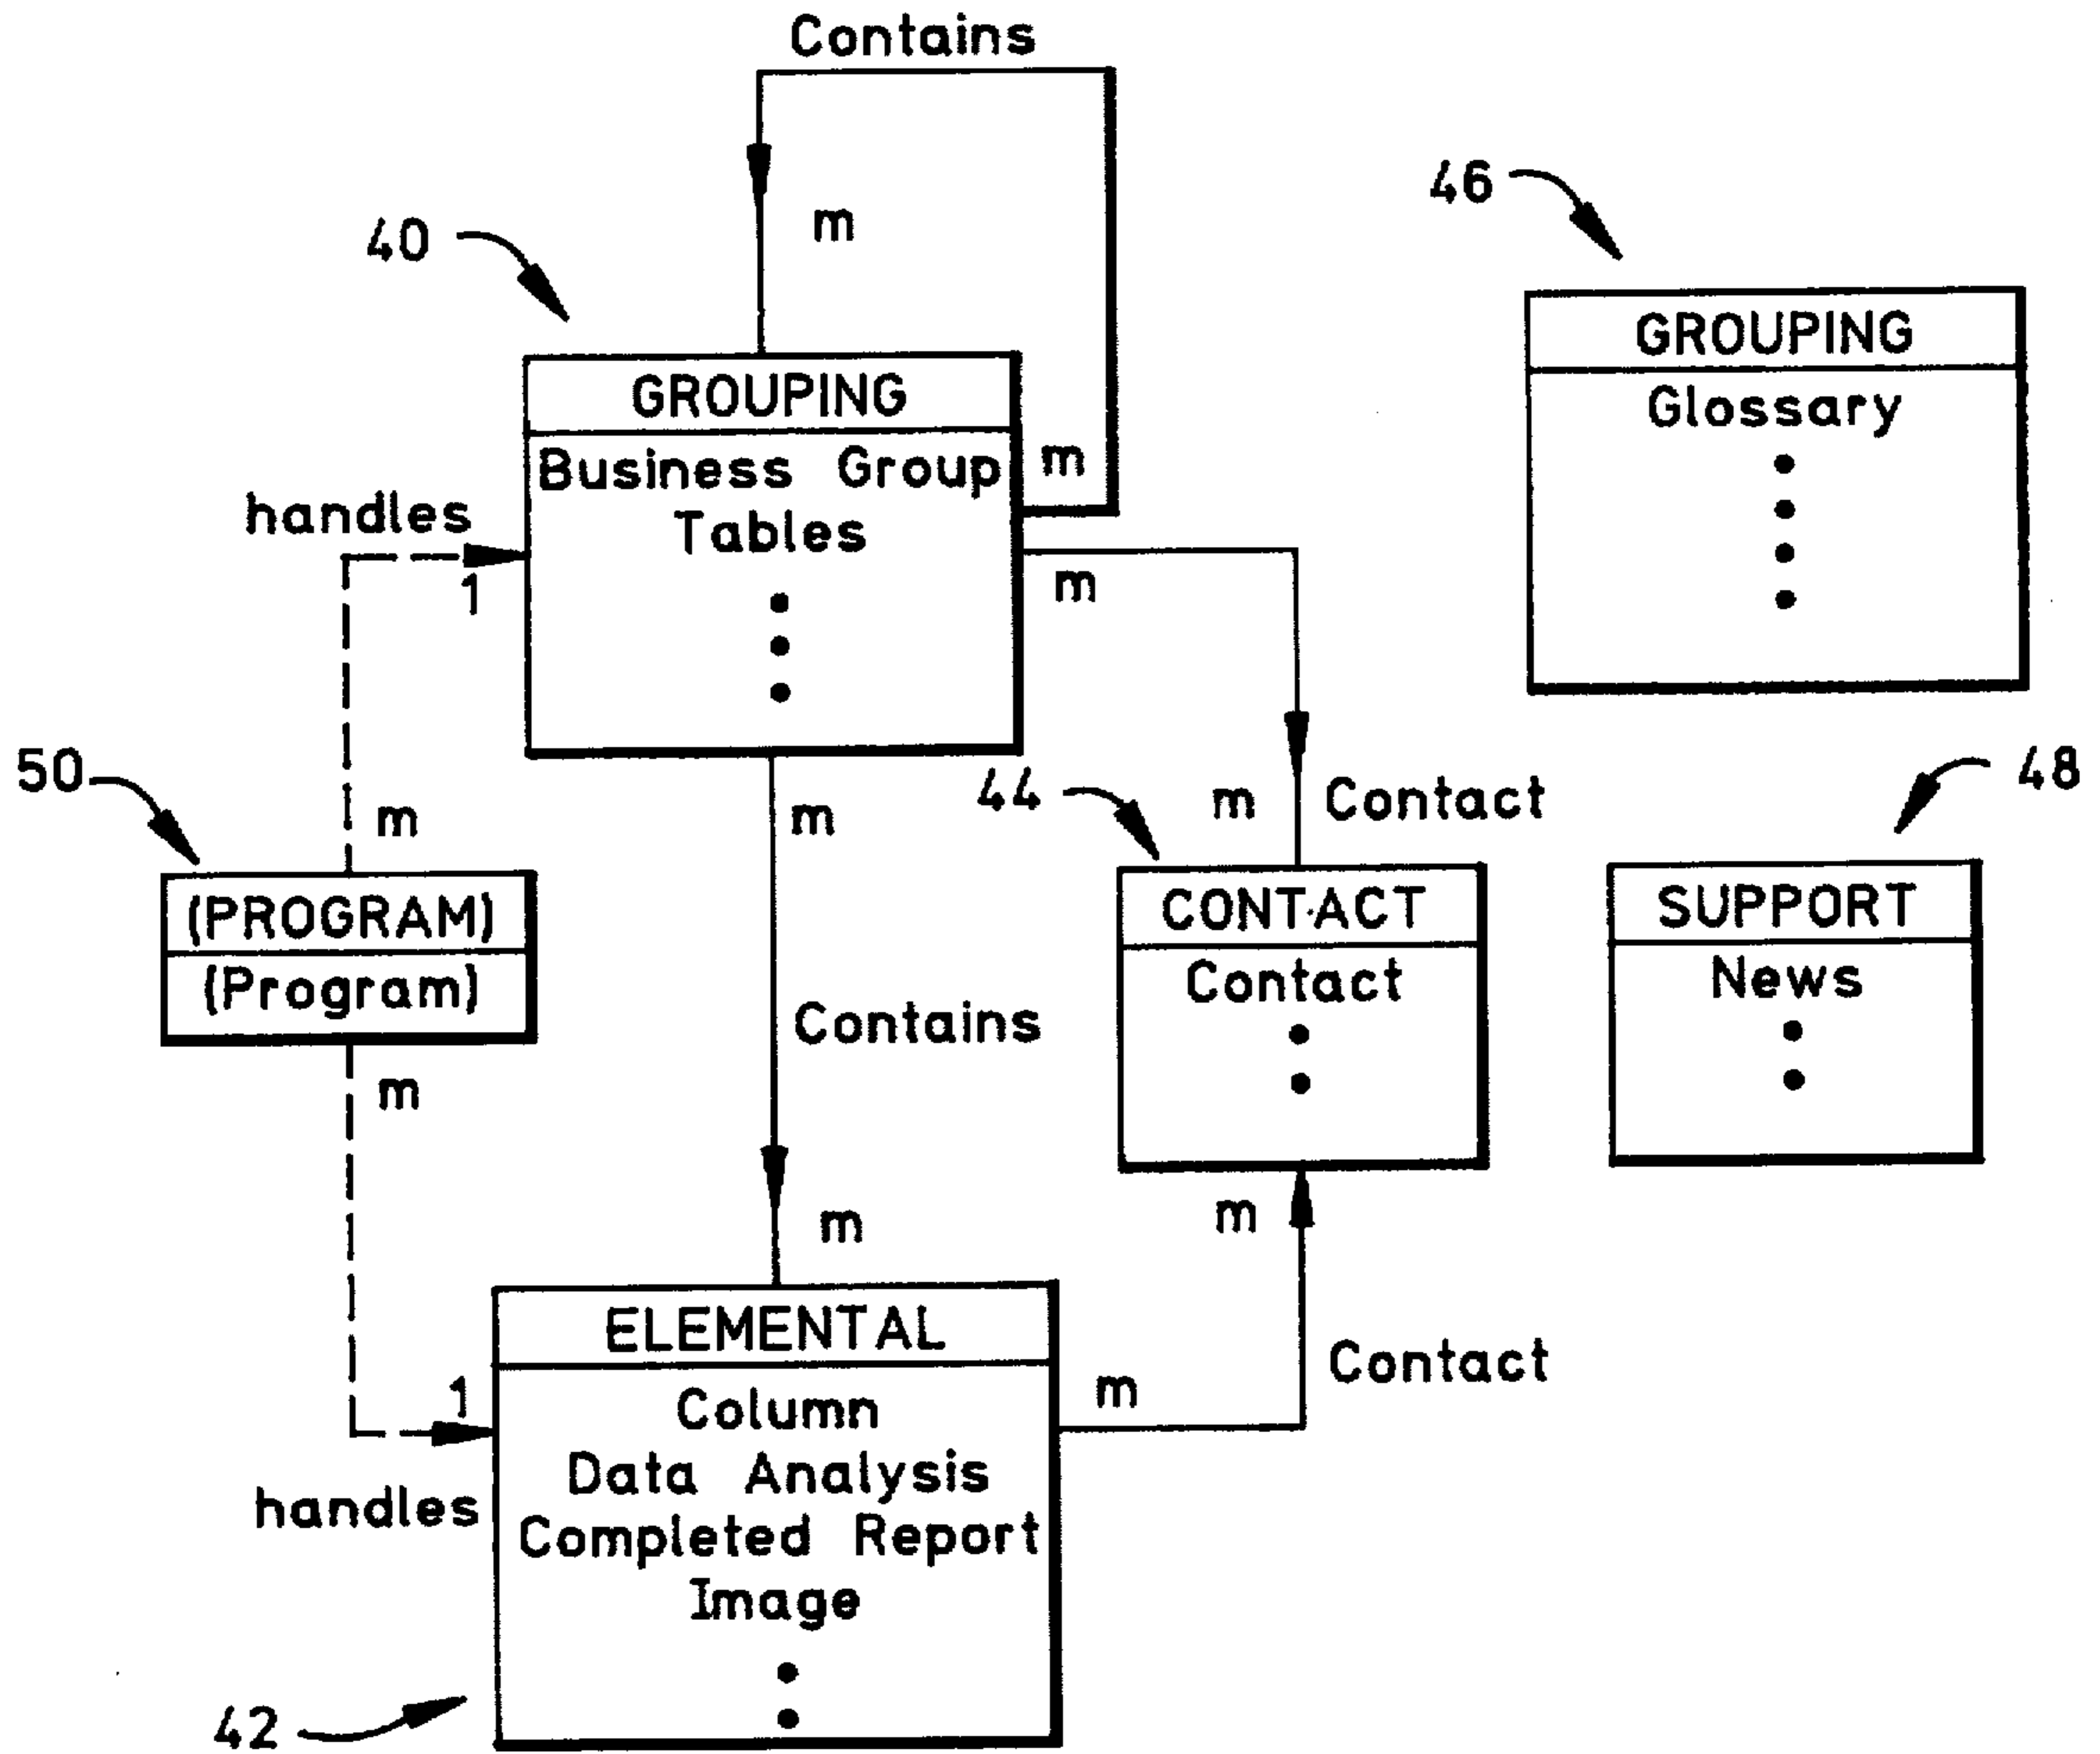 Contains
m
46
40
GROUPING
Glossary
GROUPING
Business Group
Tables
m
handles
1
m
50
m
44
m
Contact
48
m
(PROGRAM)
(Program)
CONTACT
Contact
SUPPORT
News
Contains
m
m
m
ELEMENTAL
Column
Data Analysis
Completed Report
Image
1
handles
m
Contact
42